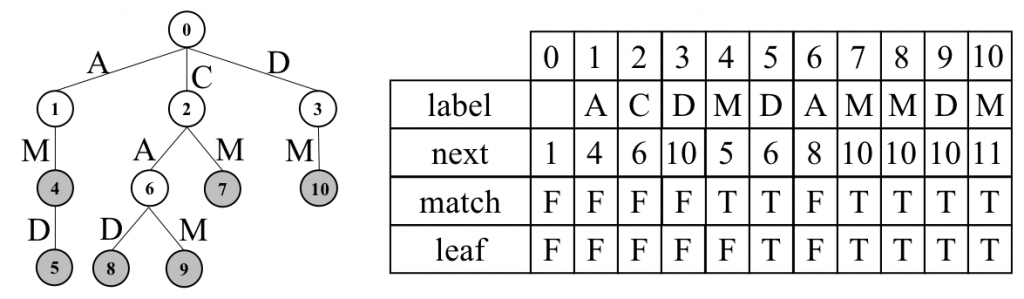 0
A C D
1 2 3
M A M M
4 6 7 10
D D M
5 8 9
0 1 2 3 4 5 6 7 8 9 10
label A C D M D A M M D M
next 1 4 6 10 5 6 8 10 10 10 11
match F F F F T T F T T T T
leaf F F F F F T F T T T T